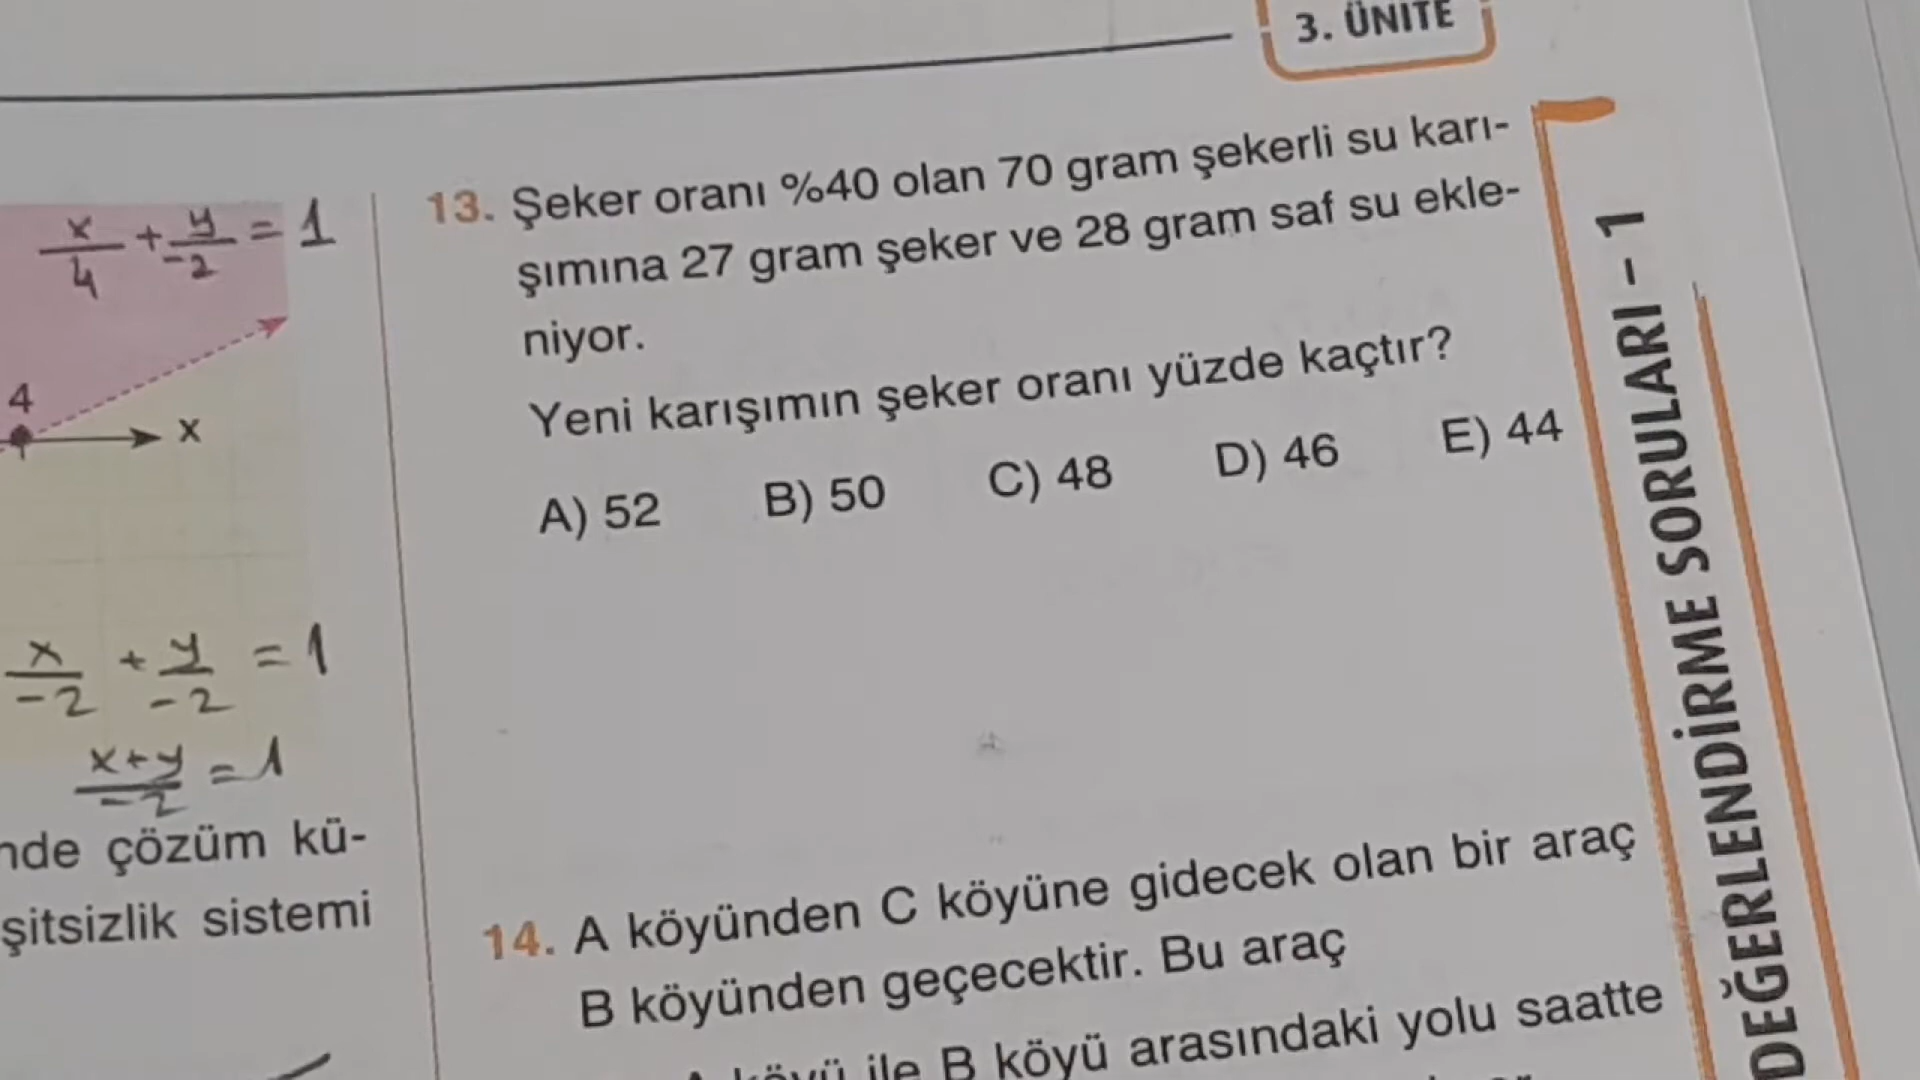 3. ÜNİTE
x/4 + y/-2 = 1
4
x
x/-2 + y/-2 = 1
x+y/-2 = 1
çözüm kü-
sistemi
13. Şeker oranı %40 olan 70 gram şekerli su karı-
şımına 27 gram şeker ve 28 gram saf su ekle-
niyor.
Yeni karışımın şeker oranı yüzde kaçtır?
A) 52 B) 50 C) 48 D) 46 E) 44
14. A köyünden C köyüne gidecek olan bir araç
B köyünden geçecektir. Bu araç
köyü ile B köyü arasındaki yolu saatte
DEĞERLENDİRME SORULARI - 1